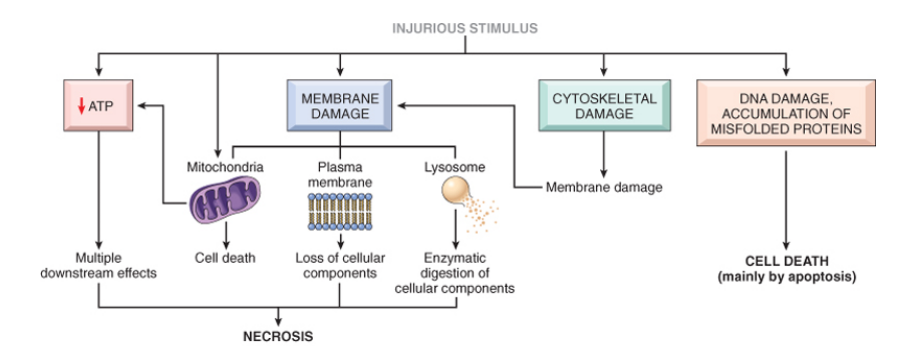 INJURIOUS STIMULUS
↓ ATP
MEMBRANE
DAMAGE
CYTOSKELETAL
DAMAGE
DNA DAMAGE,
ACCUMULATION OF
MISFOLDED PROTEINS
Mitochondria
Plasma
membrane
Lysosome
Membrane damage
Multiple
downstream effects
Cell death
Loss of cellular
components
Enzymatic
digestion of
cellular components
CELL DEATH
(mainly by apoptosis)
NECROSIS